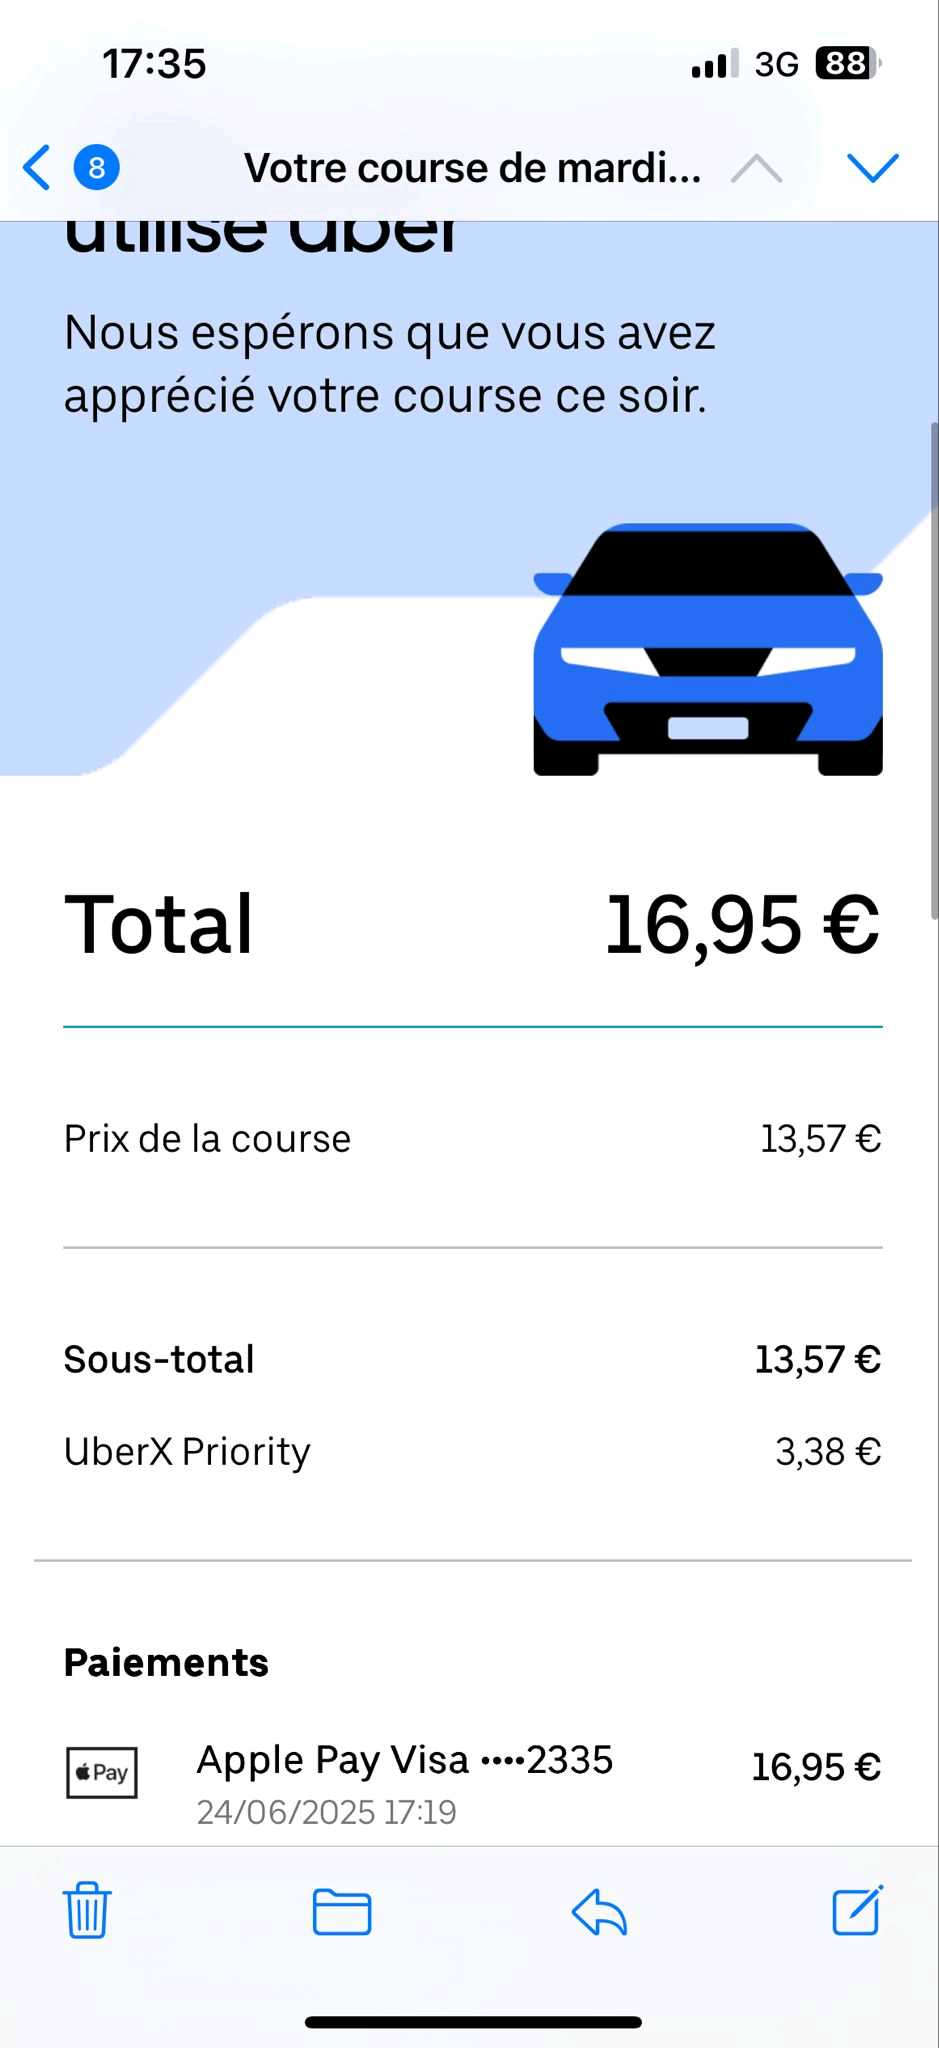 17:35
3G
88
8
Votre course de mardi...
utilisé Uber
Nous espérons que vous avez
apprécié votre course ce soir.
Total
16,95 €
Prix de la course
13,57 €
Sous-total
13,57 €
UberX Priority
3,38 €
Paiements
Pay
Apple Pay Visa ••••2335
16,95 €
24/06/2025 17:19